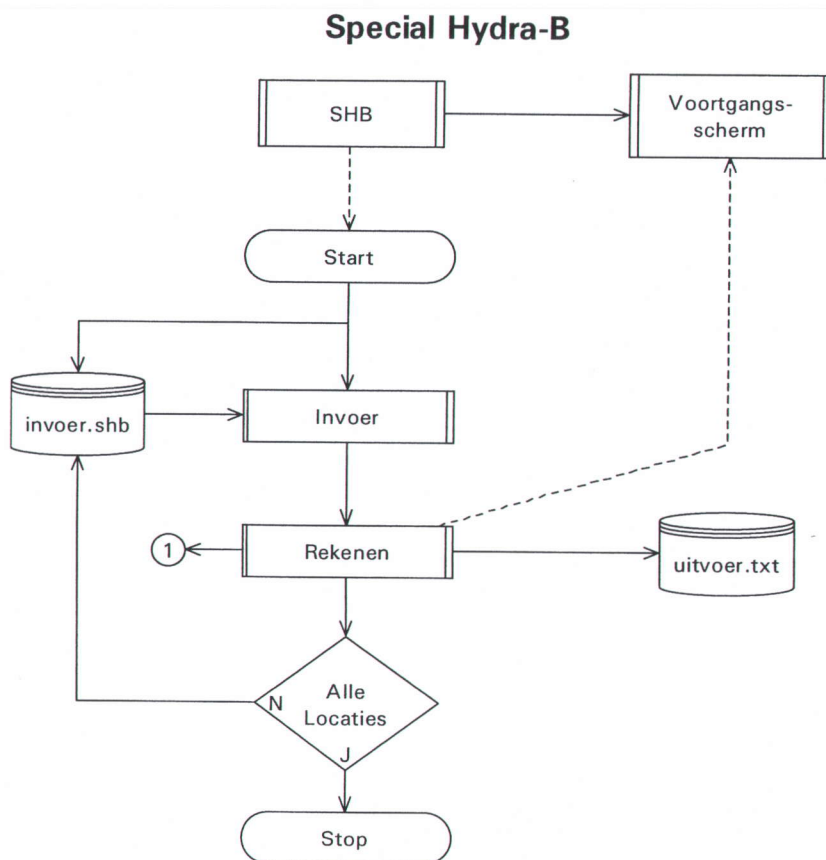 Special Hydra-B
SHB
Voortgangs-
scherm
Start
invoer.shb
Invoer
1
Rekenen
uitvoer.txt
N
Alle
Locaties
J
Stop